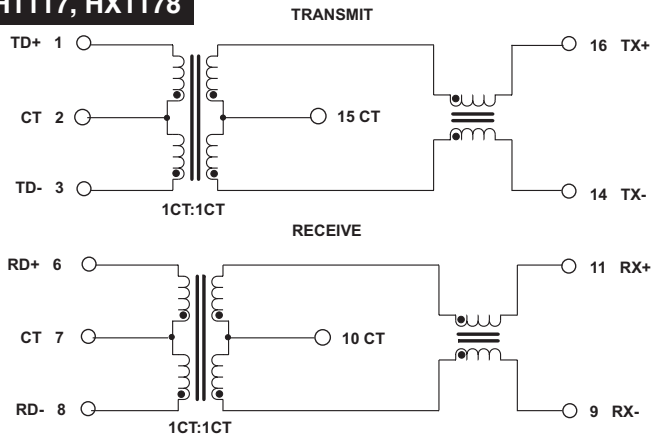 HX1178
TRANSMIT
TD+ 1
16 TX+
CT 2
15 CT
TD- 3
14 TX-
1CT:1CT
RECEIVE
RD+ 6
11 RX+
CT 7
10 CT
RD- 8
9 RX-
1CT:1CT